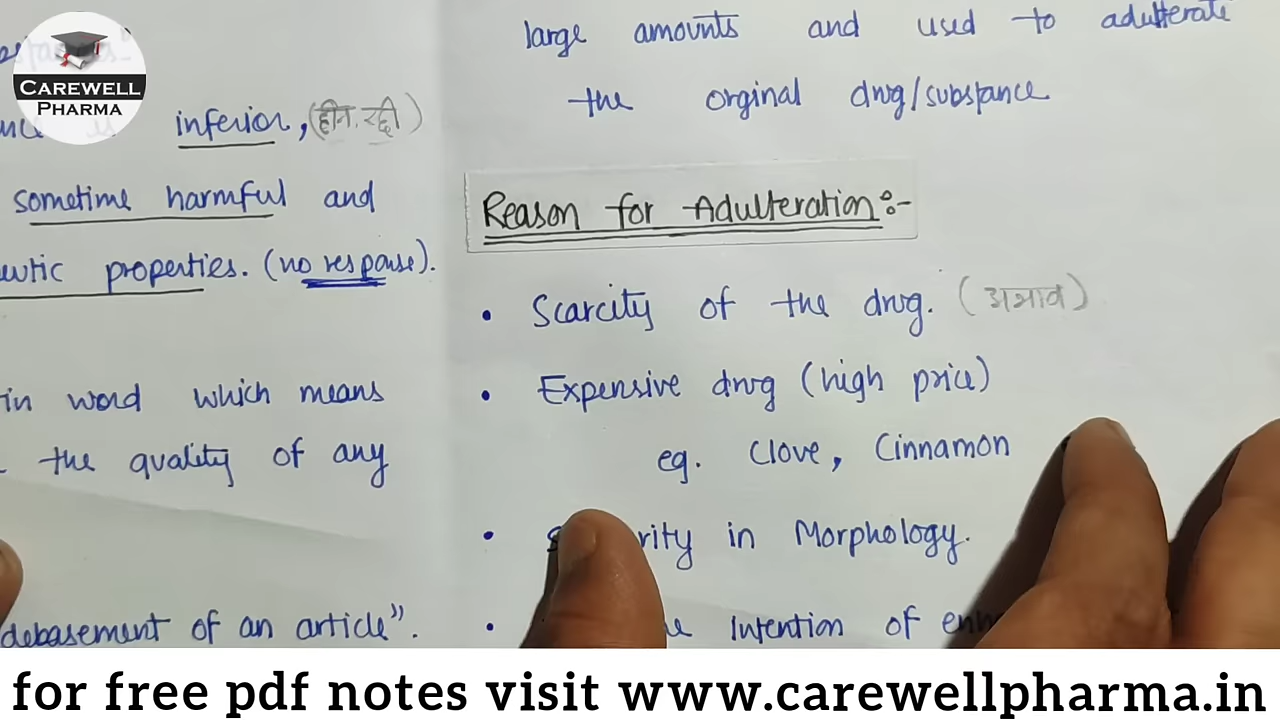 CAREWELL
PHARMA
inferior, (हीन, रद्दी)
sometime harmful and
properties. (no response).
in word which means
the quality of any
debasement of an article".
large amounts and used to adulterate
the orginal drug/substance
Reason for Adulteration:-
• Scarcity of the drug. (अभाव)
• Expensive drug (high price)
eg. Clove, Cinnamon
• in Morphology.
• Intention of
for free pdf notes visit www.carewellpharma.in